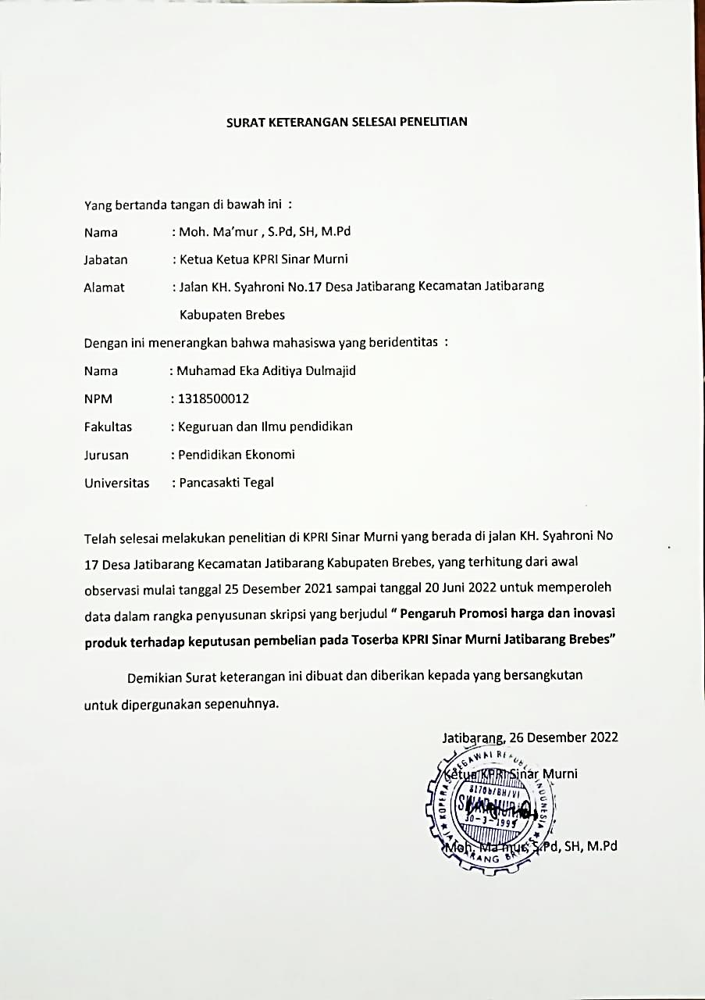 SURAT KETERANGAN SELESAI PENELITIAN
Yang bertanda tangan di bawah ini :
Nama : Moh. Ma'mur , S.Pd, SH, M.Pd
Jabatan : Ketua Ketua KPRI Sinar Murni
Alamat : Jalan KH. Syahroni No.17 Desa Jatibarang Kecamatan Jatibarang
Kabupaten Brebes
Dengan ini menerangkan bahwa mahasiswa yang beridentitas :
Nama : Muhamad Eka Aditiya Dulmajid
NPM : 1318500012
Fakultas : Keguruan dan Ilmu pendidikan
Jurusan : Pendidikan Ekonomi
Universitas : Pancasakti Tegal
Telah selesai melakukan penelitian di KPRI Sinar Murni yang berada di jalan KH. Syahroni No
17 Desa Jatibarang Kecamatan Jatibarang Kabupaten Brebes, yang terhitung dari awal
observasi mulai tanggal 25 Desember 2021 sampai tanggal 20 Juni 2022 untuk memperoleh
data dalam rangka penyusunan skripsi yang berjudul " Pengaruh Promosi harga dan inovasi
produk terhadap keputusan pembelian pada Toserba KPRI Sinar Murni Jatibarang Brebes"
Demikian Surat keterangan ini dibuat dan diberikan kepada yang bersangkutan
untuk dipergunakan sepenuhnya.
Jatibarang, 26 Desember 2022
Ketua KPRI Sinar Murni
8170b/BH/VI
SINAR MURNI
30-3-1995
Moh. Ma'mur, S.Pd, SH, M.Pd